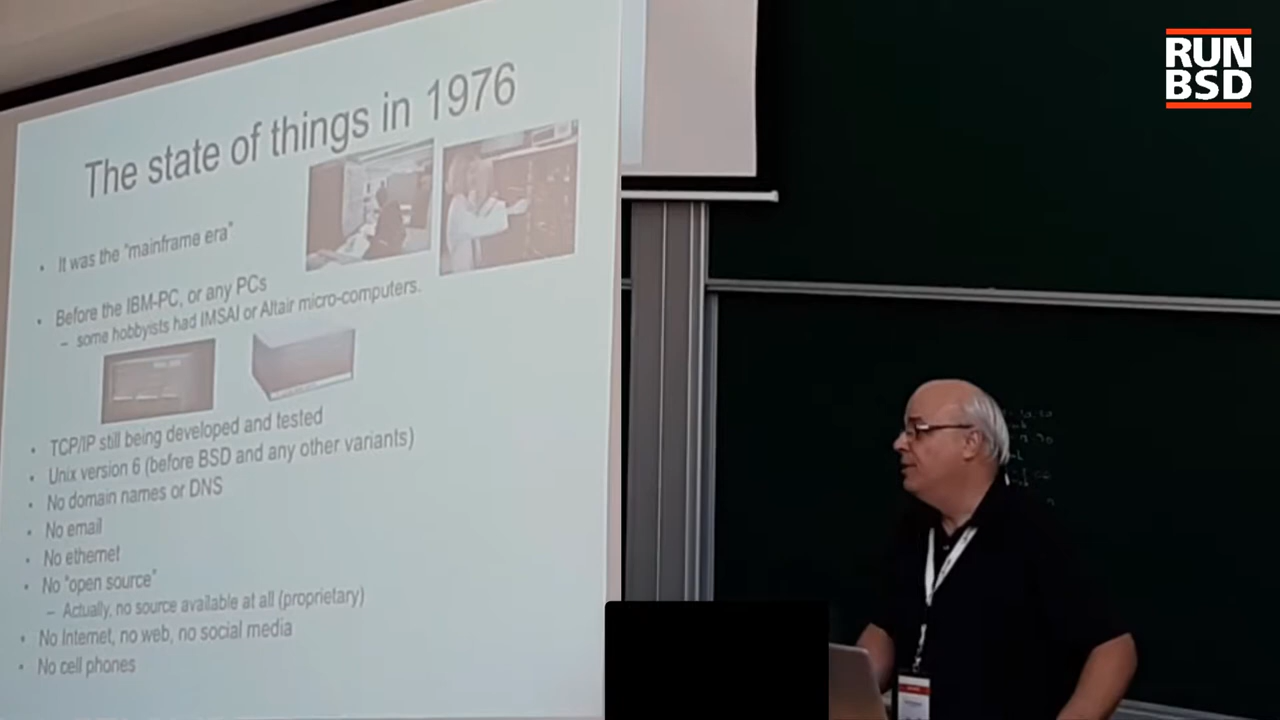 RUN
BSD
The state of things in 1976
• It was the "mainframe era".
• Before the IBM-PC, or any PCs
– some hobbyists had IMSAI or Altair micro-computers.
• TCP/IP still being developed and tested
• Unix version 6 (before BSD and any other variants)
• No domain names or DNS
• No email
• No ethernet
• No "open source"
– Actually, no source available at all (proprietary)
• No Internet, no web, no social media
• No cell phones